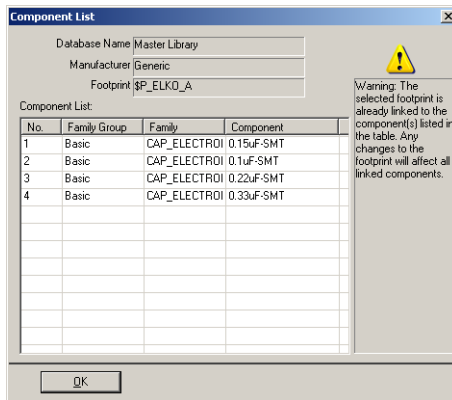 Component List
Database Name Master Library
Manufacturer Generic
Footprint $P_ELKO_A
Component List:
No. Family Group Family Component
1 Basic CAP_ELECTROI 0.15uF-SMT
2 Basic CAP_ELECTROI 0.1uF-SMT
3 Basic CAP_ELECTROI 0.22uF-SMT
4 Basic CAP_ELECTROI 0.33uF-SMT
Warning: The
selected footprint is
already linked to the
component(s) listed in
the table. Any
changes to the
footprint will affect all
linked components.
OK